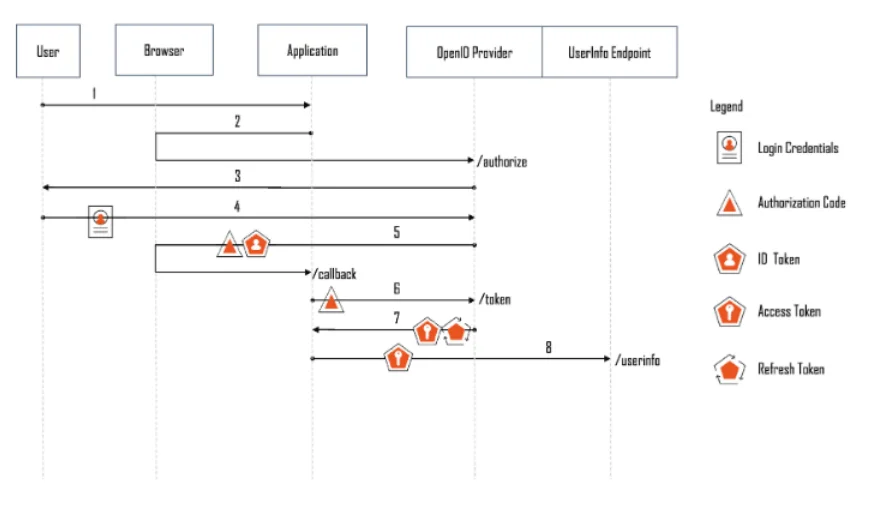 User
Browser
Application
OpenID Provider
UserInfo Endpoint
1
2
/authorize
3
4
5
/callback
6
/token
7
8
/userinfo
Legend
Login Credentials
Authorization Code
ID Token
Access Token
Refresh Token